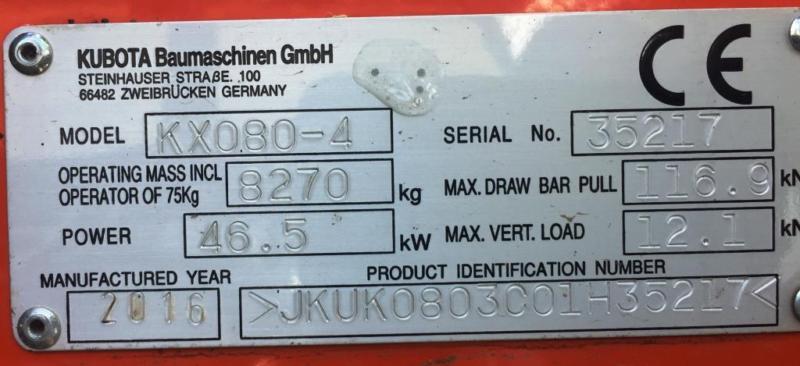 KUBOTA Baumaschinen GmbH
STEINHAUSER STRAßE. 100
66482 ZWEIBRÜCKEN GERMANY
CE
MODEL KX080-4 SERIAL No. 35217
OPERATING MASS INCL OPERATOR OF 75Kg 8270 kg MAX. DRAW BAR PULL 116.9 kN
POWER 46.5 kW MAX. VERT. LOAD 12.1 kN
MANUFACTURED YEAR PRODUCT IDENTIFICATION NUMBER
2016 >JKUK0803C01H35217<